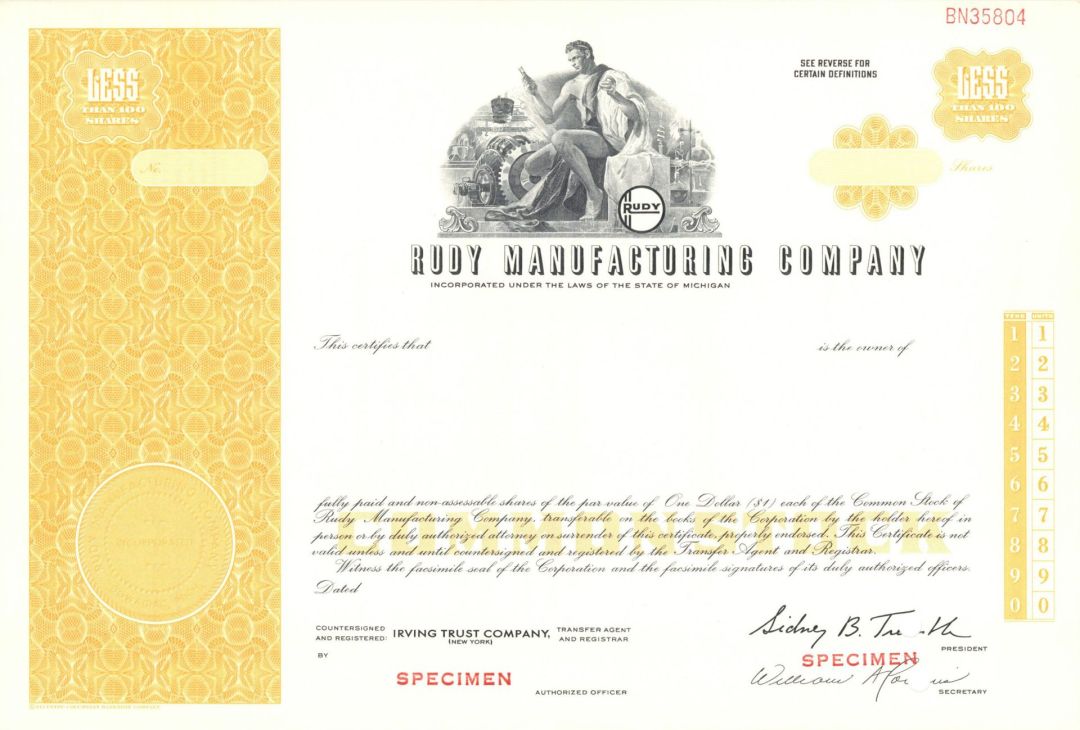 BN35804
LESS
THAN 100
SHARES
SEE REVERSE FOR
CERTAIN DEFINITIONS
LESS
THAN 100
SHARES
No.
Shares
RUDY
RUDY MANUFACTURING COMPANY
INCORPORATED UNDER THE LAWS OF THE STATE OF MICHIGAN
This certifies that
is the owner of
TENS UNITS
1 1
2 2
3 3
4 4
5 5
6 6
7 7
8 8
9 9
0 0
fully paid and non-assessable shares of the par value of One Dollar ($1) each of the Common Stock of
Rudy Manufacturing Company, transferable on the books of the Corporation by the holder hereof in
person or by duly authorized attorney on surrender of this certificate, properly endorsed. This Certificate is not
valid unless and until countersigned and registered by the Transfer Agent and Registrar.
Witness the facsimile seal of the Corporation and the facsimile signatures of its duly authorized officers.
Dated
COUNTERSIGNED
AND REGISTERED:
IRVING TRUST COMPANY,
(NEW YORK)
TRANSFER AGENT
AND REGISTRAR
BY
SPECIMEN
AUTHORIZED OFFICER
Sidney B.
PRESIDENT
SPECIMEN
William
SECRETARY